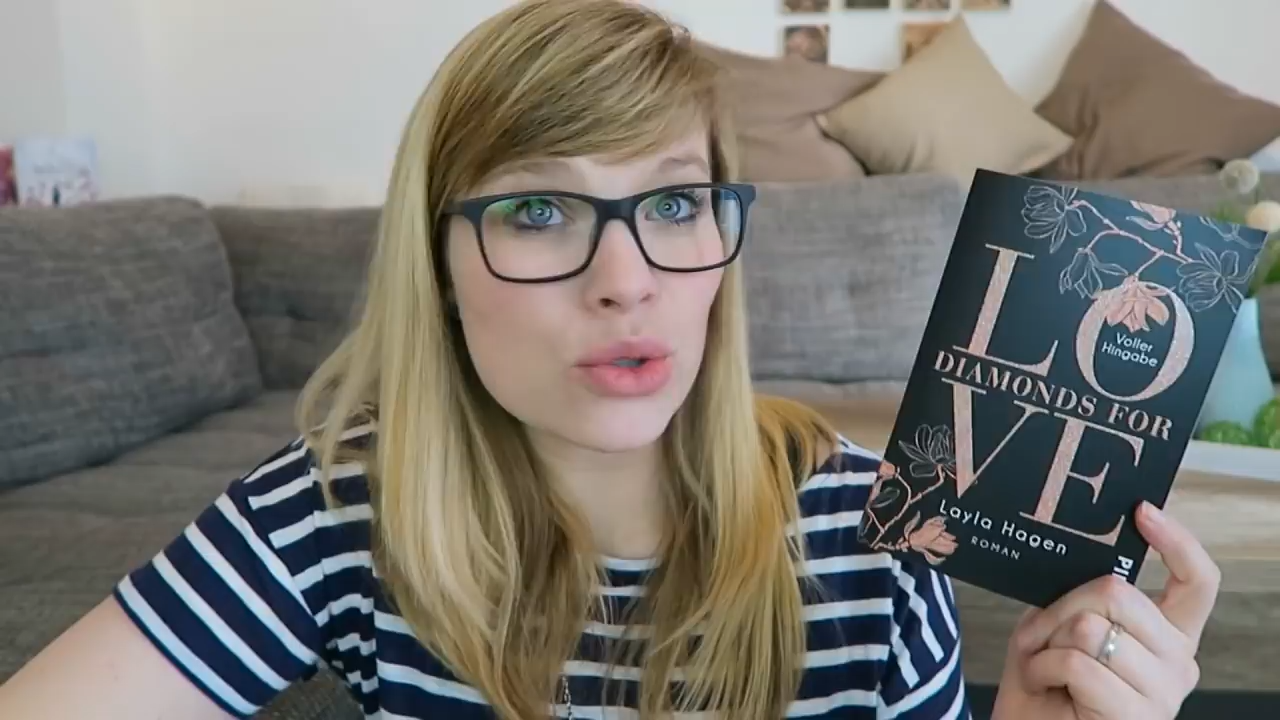 LO
Voller
Hingabe
DIAMONDS FOR
VE
Layla Hagen
ROMAN